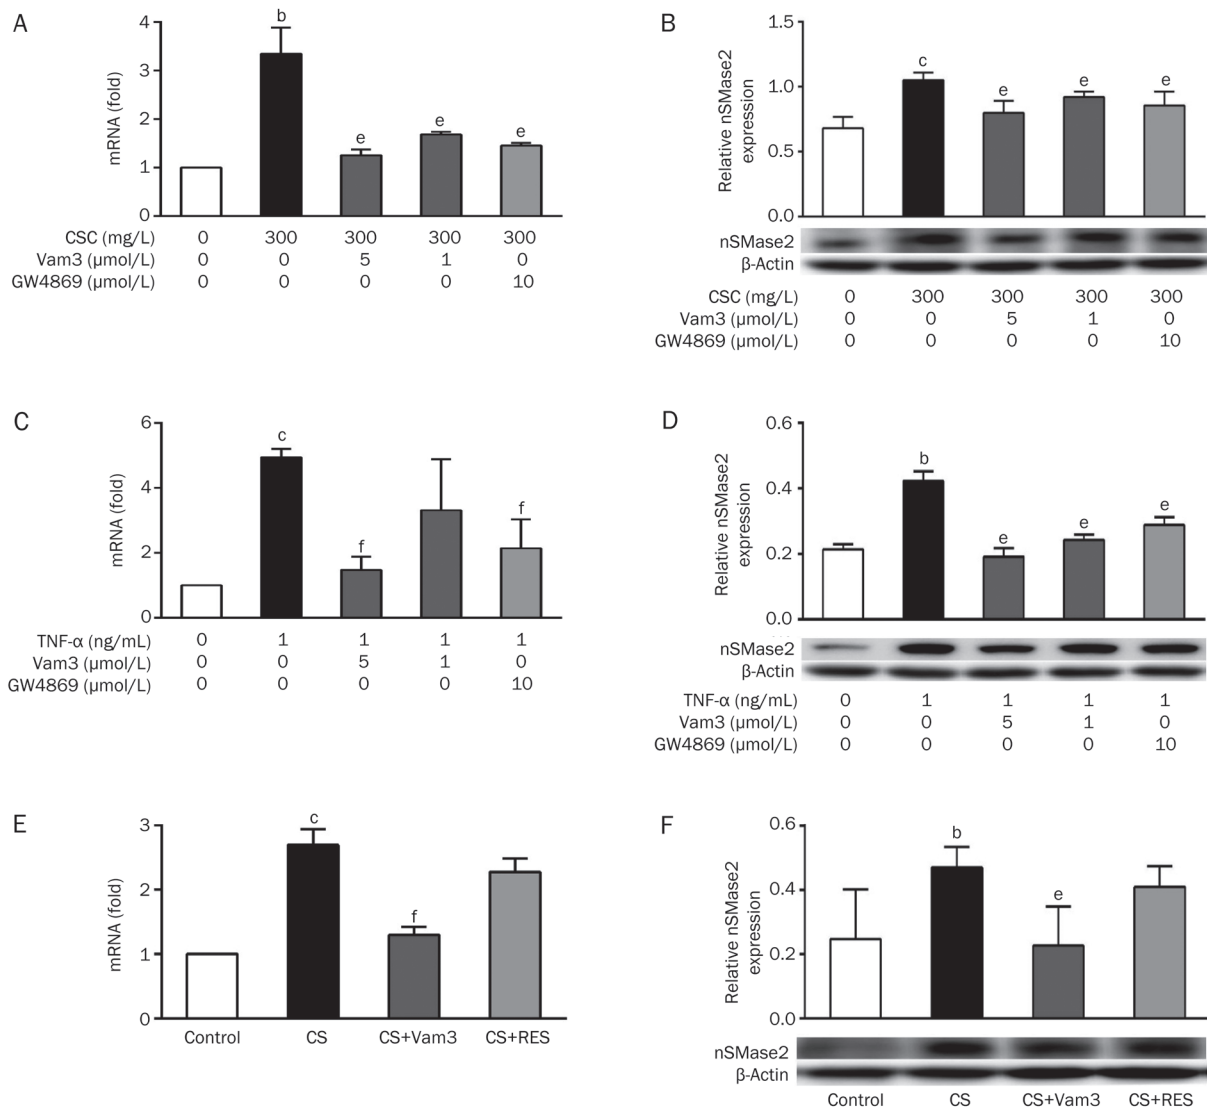 A
mRNA (fold)
4
3
2
1
0
b
e
e
e
CSC (mg/L) 0 300 300 300 300
Vam3 (µmol/L) 0 0 5 1 0
GW4869 (µmol/L) 0 0 0 0 10
B
Relative nSMase2
expression
1.5
1.0
0.5
0.0
c
e
e
e
nSMase2
β-Actin
CSC (mg/L) 0 300 300 300 300
Vam3 (µmol/L) 0 0 5 1 0
GW4869 (µmol/L) 0 0 0 0 10
C
mRNA (fold)
6
4
2
0
c
f
f
TNF-α (ng/mL) 0 1 1 1 1
Vam3 (µmol/L) 0 0 5 1 0
GW4869 (µmol/L) 0 0 0 0 10
D
Relative nSMase2
expression
0.6
0.4
0.2
0.0
b
e
e
e
nSMase2
β-Actin
TNF-α (ng/mL) 0 1 1 1 1
Vam3 (µmol/L) 0 0 5 1 0
GW4869 (µmol/L) 0 0 0 0 10
E
mRNA (fold)
3
2
1
0
c
f
Control CS CS+Vam3 CS+RES
F
Relative nSMase2
expression
0.6
0.4
0.2
0.0
b
e
nSMase2
β-Actin
Control CS CS+Vam3 CS+RES